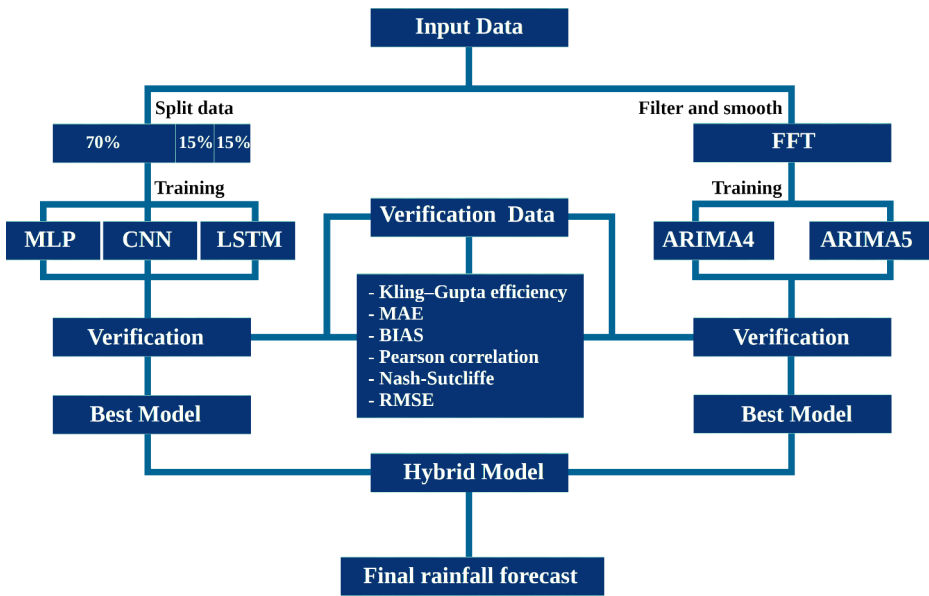 Input Data
Split data
Filter and smooth
70% 15% 15%
FFT
Training
Training
MLP CNN LSTM
Verification Data
ARIMA4 ARIMA5
- Kling–Gupta efficiency
- MAE
- BIAS
- Pearson correlation
- Nash-Sutcliffe
- RMSE
Verification
Verification
Best Model
Best Model
Hybrid Model
Final rainfall forecast